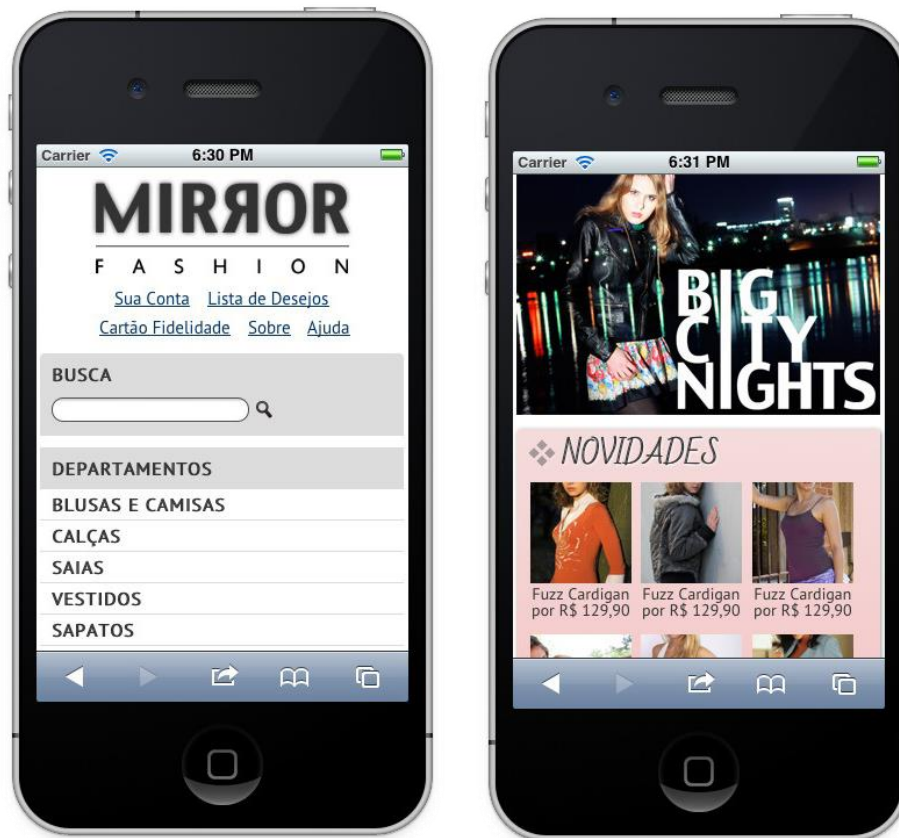 Carrier 6:30 PM
MIRЯOR
FASHION
Sua Conta Lista de Desejos
Cartão Fidelidade Sobre Ajuda
BUSCA
DEPARTAMENTOS
BLUSAS E CAMISAS
CALÇAS
SAIAS
VESTIDOS
SAPATOS
Carrier 6:31 PM
BIG
CITY
NIGHTS
NOVIDADES
Fuzz Cardigan Fuzz Cardigan Fuzz Cardigan
por R$ 129,90 por R$ 129,90 por R$ 129,90